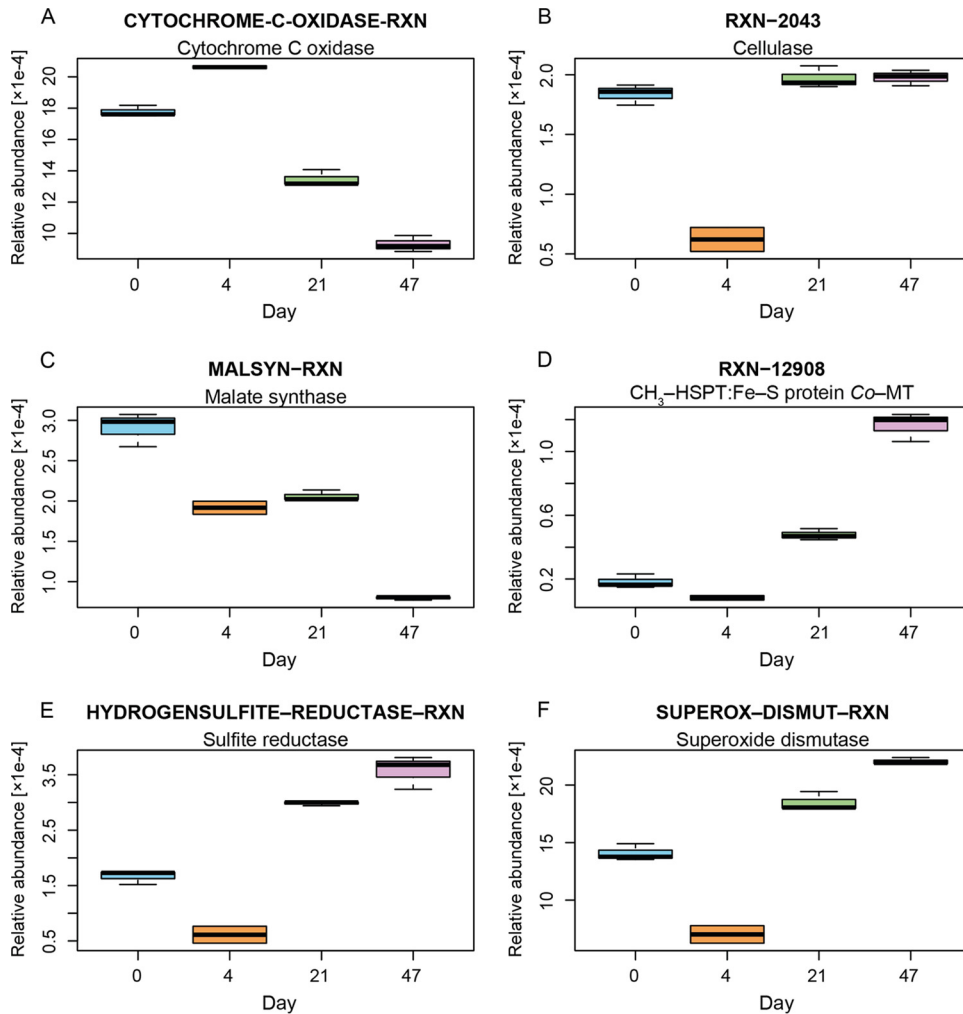 A
CYTOCHROME-C-OXIDASE-RXN
Cytochrome C oxidase
Relative abundance [×1e-4]
20
18
16
14
12
10
0 4 21 47
Day
B
RXN−2043
Cellulase
Relative abundance [×1e-4]
2.0
1.5
1.0
0.5
0 4 21 47
Day
C
MALSYN−RXN
Malate synthase
Relative abundance [×1e-4]
3.0
2.5
2.0
1.5
1.0
0 4 21 47
Day
D
RXN−12908
CH₃–HSPT:Fe–S protein Co–MT
Relative abundance [×1e-4]
1.0
0.6
0.2
0 4 21 47
Day
E
HYDROGENSULFITE–REDUCTASE–RXN
Sulfite reductase
Relative abundance [×1e-4]
3.5
2.5
1.5
0.5
0 4 21 47
Day
F
SUPEROX–DISMUT–RXN
Superoxide dismutase
Relative abundance [×1e-4]
20
15
10
0 4 21 47
Day